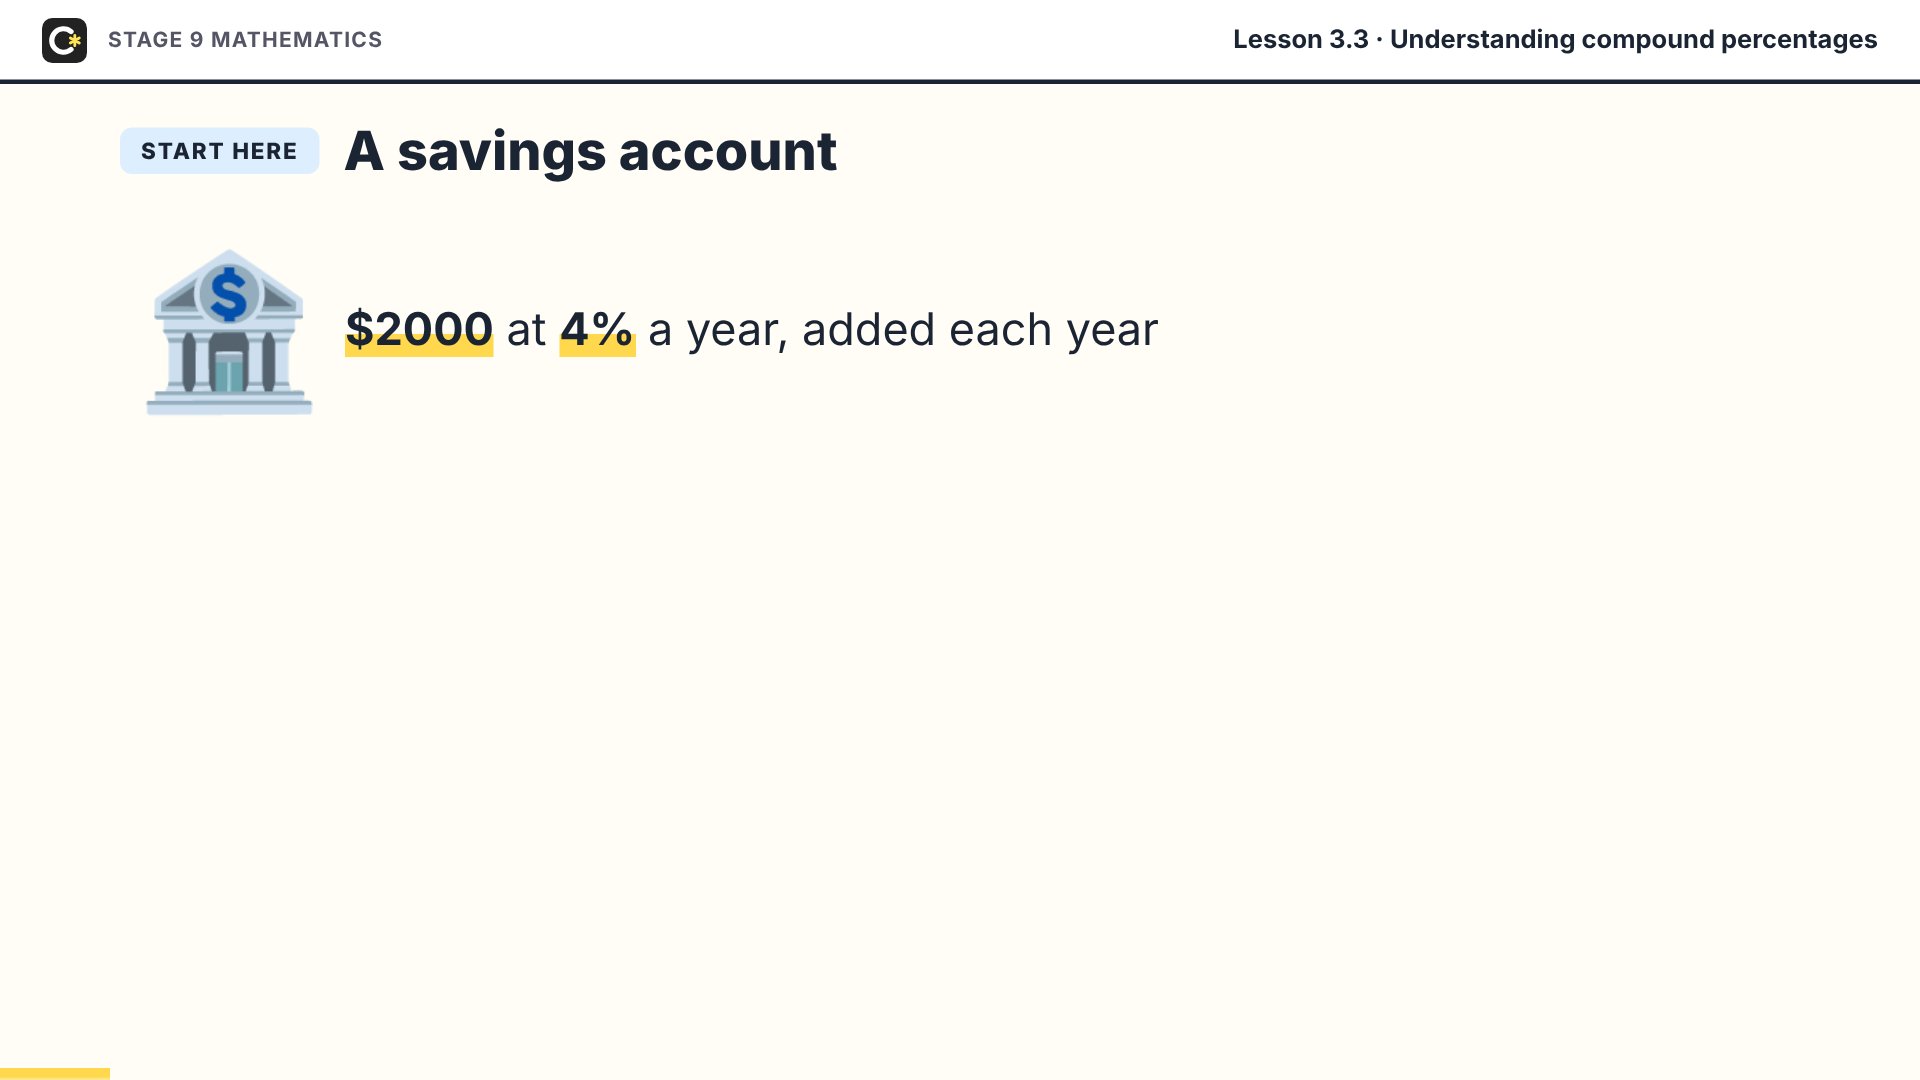 STAGE 9 MATHEMATICS
Lesson 3.3 · Understanding compound percentages
START HERE
A savings account
$
$2000 at 4% a year, added each year